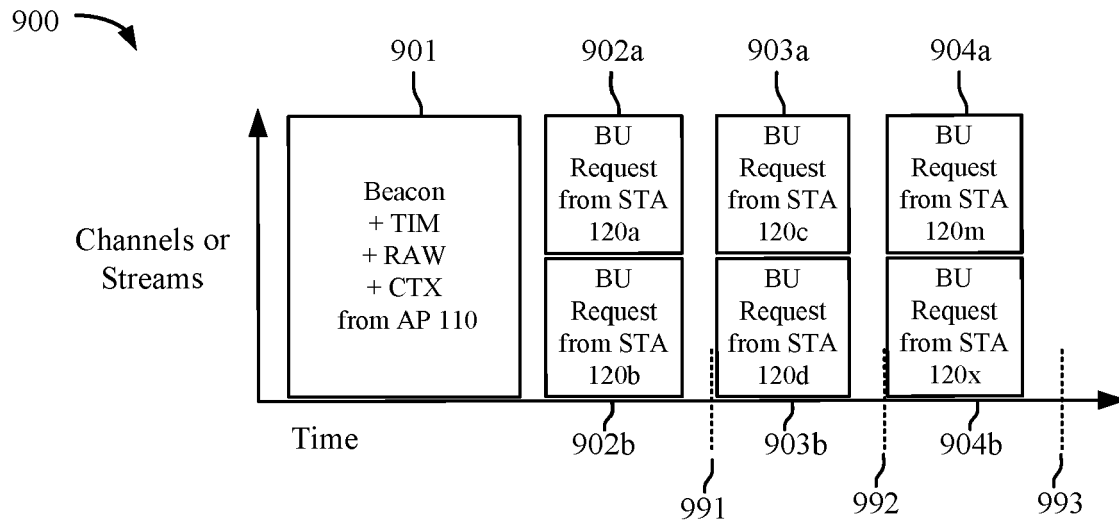 900
901
902a
903a
904a
Channels or
Streams
Beacon
+ TIM
+ RAW
+ CTX
from AP 110
BU
Request
from STA
120a
BU
Request
from STA
120c
BU
Request
from STA
120m
BU
Request
from STA
120b
BU
Request
from STA
120d
BU
Request
from STA
120x
Time
902b
903b
904b
991
992
993